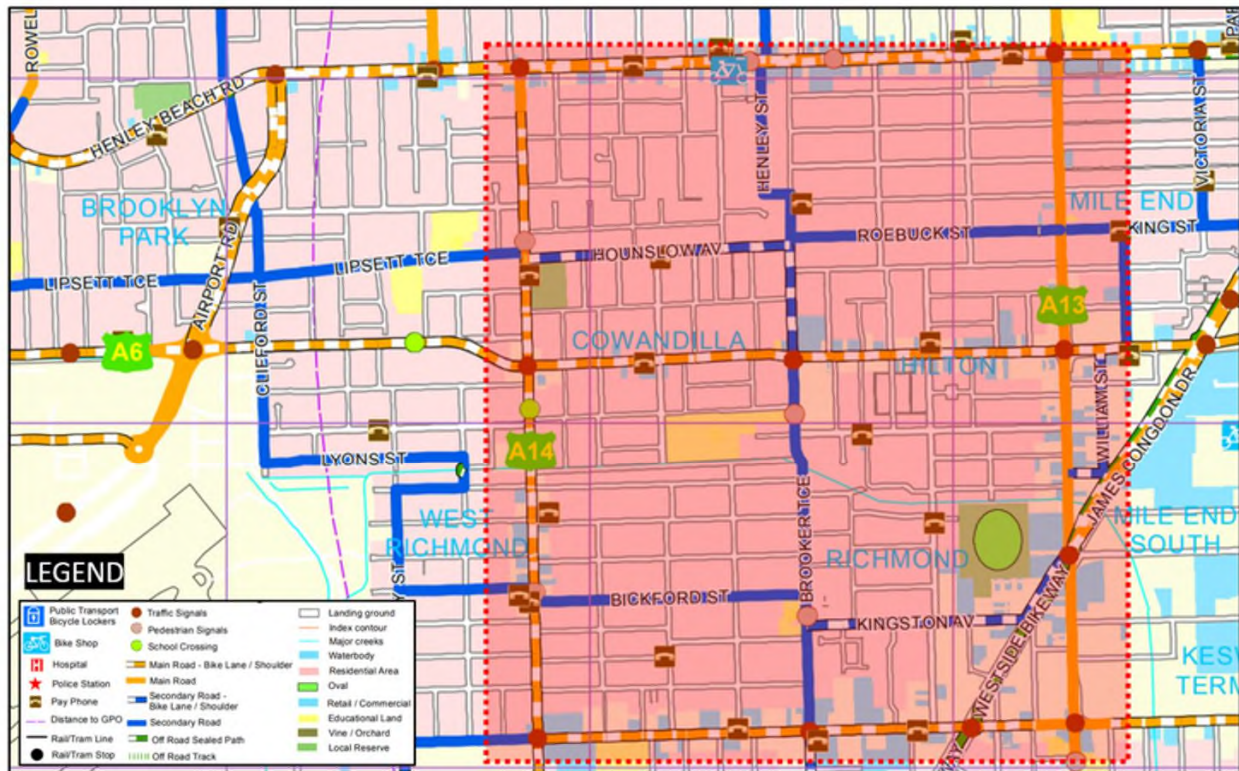 ROWEL
HENLEY BEACH RD
HENLEY ST
VICTORIA ST
BROOKLYN
PARK
MILE END
KING ST
ROEBUCK ST
HOUNSLOW AV
LIPSETT TCE
LIPSETT TCE
AIRPORT RD
CLIFFORD ST
A6
A13
COWANDILLA
HILTON
WILLIAM ST
JAMES CONGDON DR
LYONS ST
A14
WEST
RICHMOND
BROOKER TCE
RICHMOND
MILE END
SOUTH
BICKFORD ST
KINGSTON AV
WESTSIDE BIKEWAY
KESW
TERM
WAY
Y ST
LEGEND
Public Transport
Bicycle Lockers
Bike Shop
Hospital
Police Station
Pay Phone
Distance to GPO
Rail/Tram Line
Rail/Tram Stop
Traffic Signals
Pedestrian Signals
School Crossing
Main Road - Bike Lane / Shoulder
Main Road
Secondary Road -
Bike Lane / Shoulder
Secondary Road
Off Road Sealed Path
Off Road Track
Landing ground
Index contour
Major creeks
Waterbody
Residential Area
Oval
Retail / Commercial
Educational Land
Vine / Orchard
Local Reserve